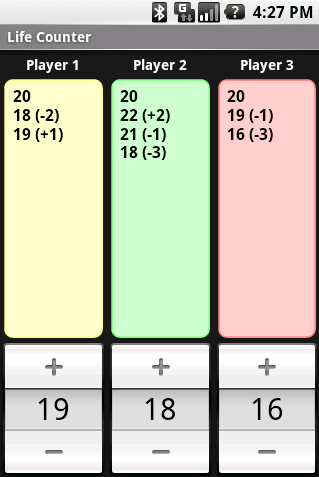 4:27 PM
Life Counter
Player 1 Player 2 Player 3
20
18 (-2)
19 (+1)
20
22 (+2)
21 (-1)
18 (-3)
20
19 (-1)
16 (-3)
+ + +
19 18 16
- - -